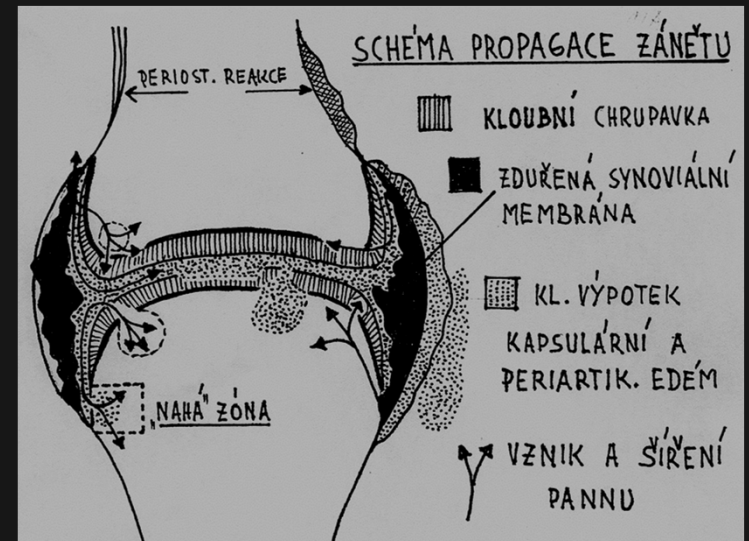 SCHÉMA PROPAGACE ZÁNĚTU
PERIOST. REAKCE
KLOUBNÍ CHRUPAVKA
ZDUŘENÁ SYNOVIÁLNÍ
MEMBRÁNA
KL. VÝPOTEK
KAPSULÁRNÍ A
PERIARTIK. EDÉM
„NAHÁ" ZÓNA
VZNIK A ŠÍŘENÍ
PANNU